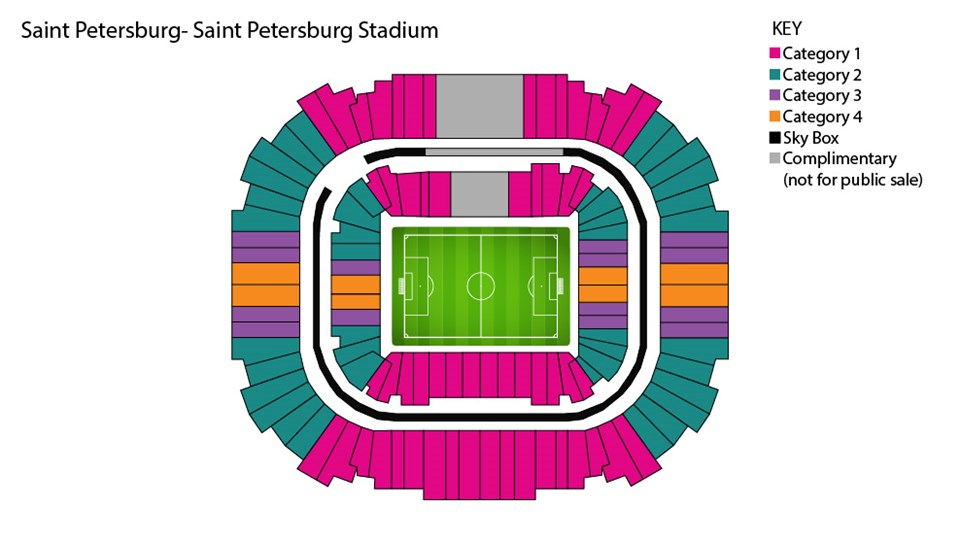 Saint Petersburg- Saint Petersburg Stadium
KEY
Category 1
Category 2
Category 3
Category 4
Sky Box
Complimentary
(not for public sale)